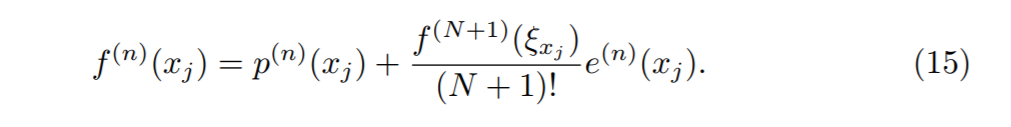 f^{(n)}(x_j) = p^{(n)}(x_j) + \frac{f^{(N+1)}(\xi_{x_j})}{(N+1)!} e^{(n)}(x_j). (15)